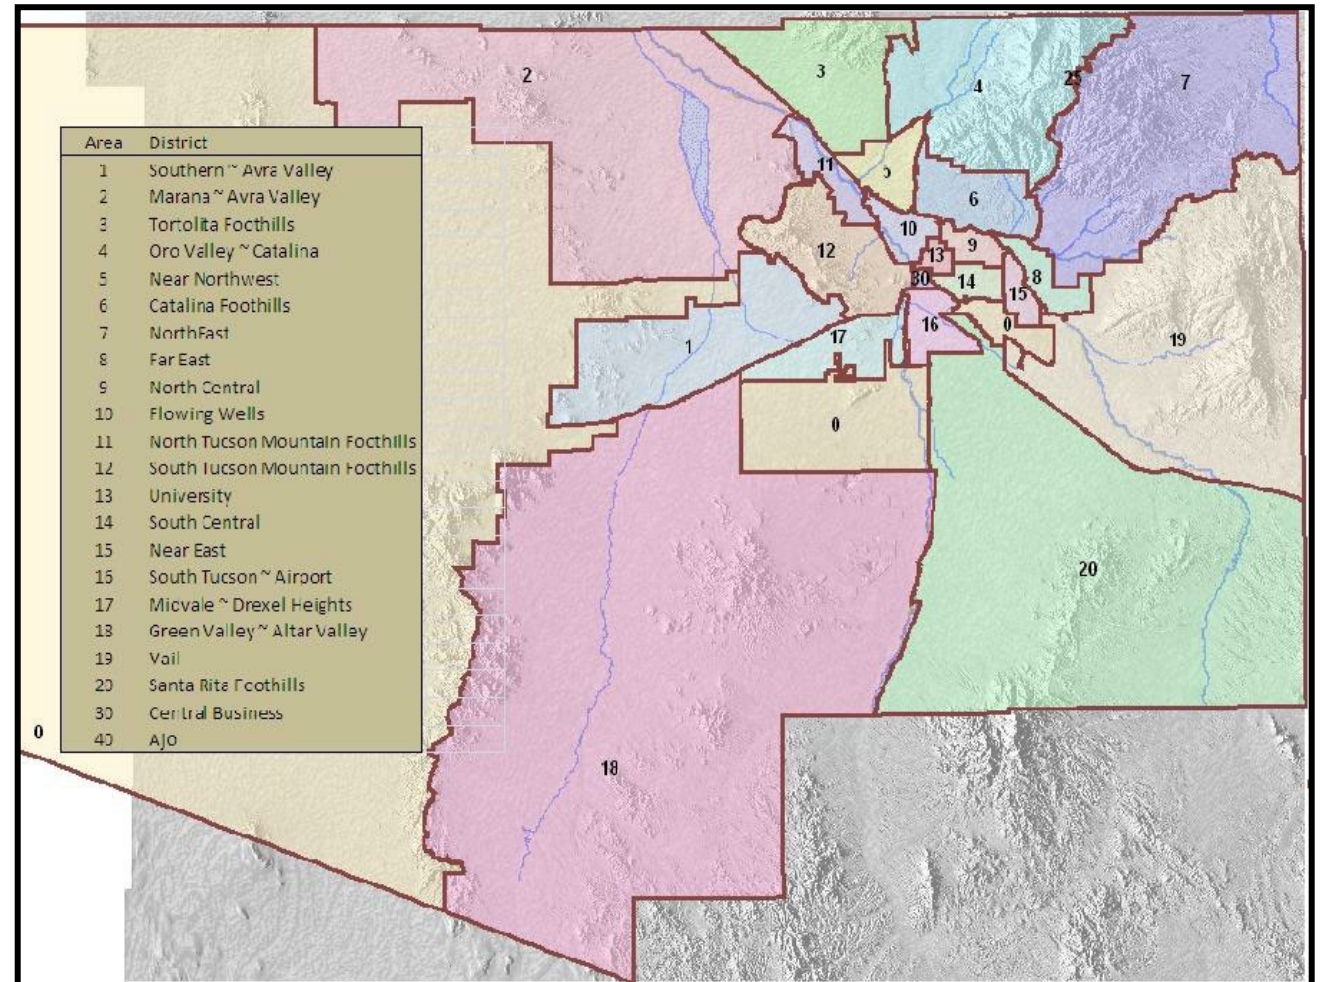 Area District
1 Southern ~ Avra Valley
2 Marana ~ Avra Valley
3 Tortolita Foothills
4 Oro Valley ~ Catalina
5 Near Northwest
6 Catalina Foothills
7 NorthEast
8 Far East
9 North Central
10 Flowing Wells
11 North Tucson Mountain Foothills
12 South Tucson Mountain Foothills
13 University
14 South Central
15 Near East
16 South Tucson ~ Airport
17 Midvale ~ Drexel Heights
18 Green Valley ~ Altar Valley
19 Vail
20 Santa Rita Foothills
30 Central Business
40 Ajo
2
3
4
25
7
11
5
6
10
12
13
9
30
14
15
8
1
17
16
0
19
0
20
0
18